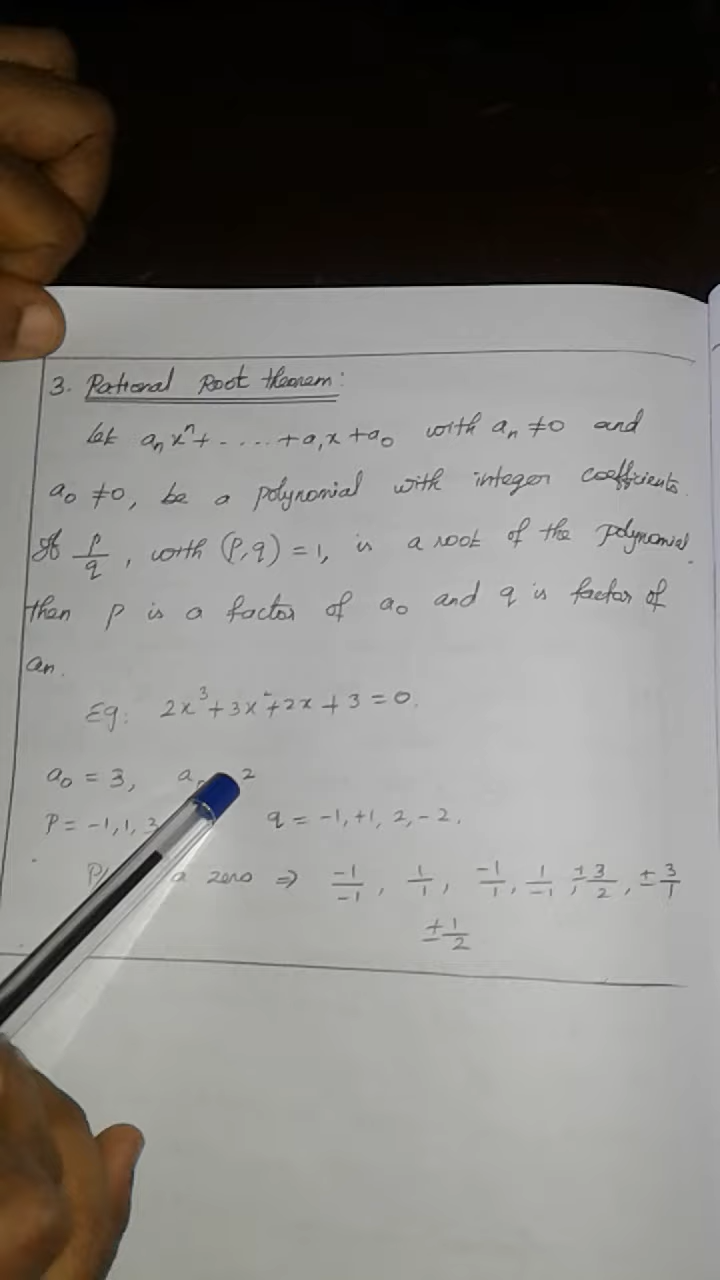 3. Rational Root theorem:
Let aₙxⁿ + ..... + a₁x + a₀ with aₙ ≠ 0 and
a₀ ≠ 0, be a polynomial with integer coefficients.
If p/q, with (p,q) = 1, is a root of the polynomial.
then p is a factor of a₀ and q is factor of
aₙ.
Eg: 2x³ + 3x² + 2x + 3 = 0.
a₀ = 3, aₙ 2
P = -1, 1, 3 q = -1, +1, 2, -2.
P/ a zero ⇒ -1/-1, 1/1, -1/1, 1/-1, ±3/2, ±3/1
±1/2